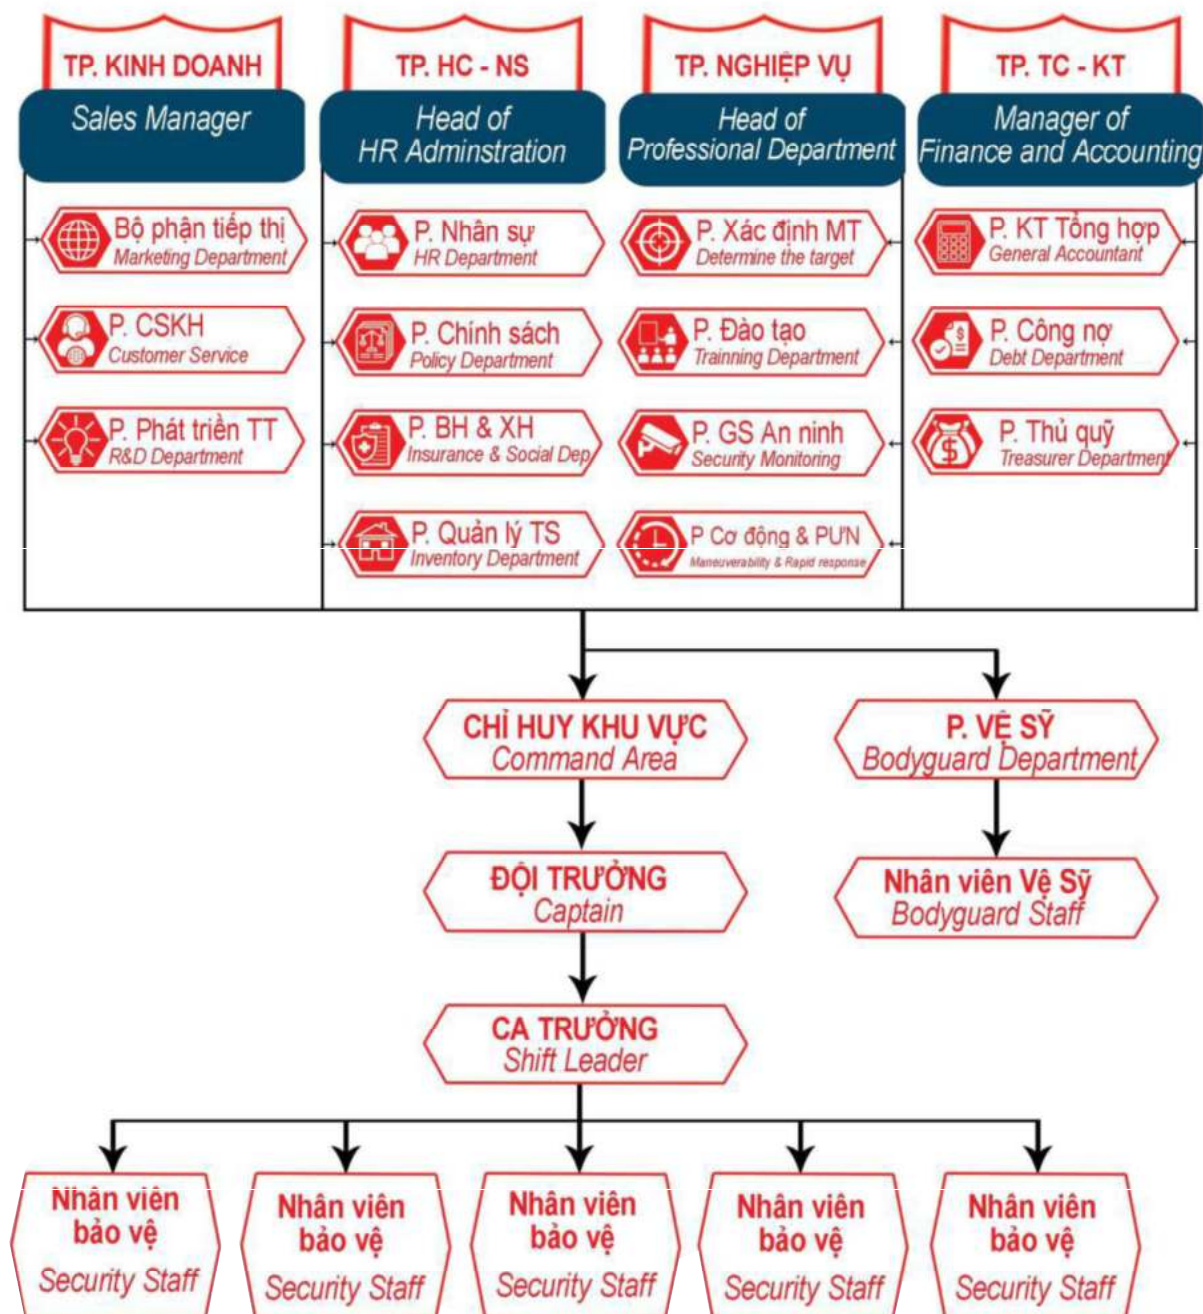 TP. KINH DOANH
Sales Manager
Bộ phận tiếp thị
Marketing Department
P. CSKH
Customer Service
P. Phát triển TT
R&D Department
TP. HC - NS
Head of
HR Adminstration
P. Nhân sự
HR Department
P. Chính sách
Policy Department
P. BH & XH
Insurance & Social Dep
P. Quản lý TS
Inventory Department
TP. NGHIỆP VỤ
Head of
Professional Department
P. Xác định MT
Determine the target
P. Đào tạo
Trainning Department
P. GS An ninh
Security Monitoring
P Cơ động & PƯN
Maneuverability & Rapid response
TP. TC - KT
Manager of
Finance and Accounting
P. KT Tổng hợp
General Accountant
P. Công nợ
Debt Department
P. Thủ quỹ
Treasurer Department
CHỈ HUY KHU VỰC
Command Area
P. VỆ SỸ
Bodyguard Department
ĐỘI TRƯỞNG
Captain
Nhân viên Vệ Sỹ
Bodyguard Staff
CA TRƯỞNG
Shift Leader
Nhân viên
bảo vệ
Security Staff
Nhân viên
bảo vệ
Security Staff
Nhân viên
bảo vệ
Security Staff
Nhân viên
bảo vệ
Security Staff
Nhân viên
bảo vệ
Security Staff